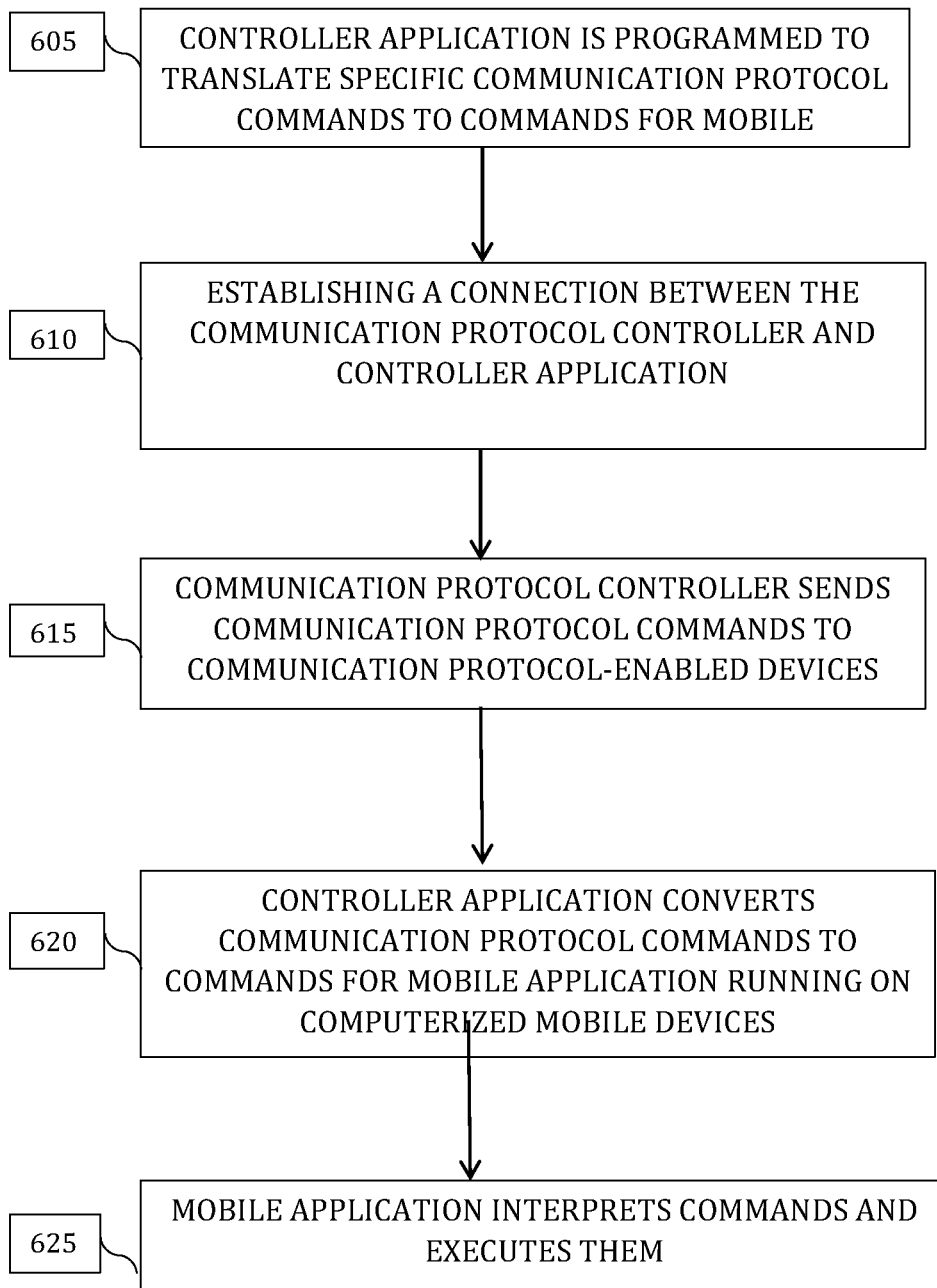 605
CONTROLLER APPLICATION IS PROGRAMMED TO
TRANSLATE SPECIFIC COMMUNICATION PROTOCOL
COMMANDS TO COMMANDS FOR MOBILE
610
ESTABLISHING A CONNECTION BETWEEN THE
COMMUNICATION PROTOCOL CONTROLLER AND
CONTROLLER APPLICATION
615
COMMUNICATION PROTOCOL CONTROLLER SENDS
COMMUNICATION PROTOCOL COMMANDS TO
COMMUNICATION PROTOCOL-ENABLED DEVICES
620
CONTROLLER APPLICATION CONVERTS
COMMUNICATION PROTOCOL COMMANDS TO
COMMANDS FOR MOBILE APPLICATION RUNNING ON
COMPUTERIZED MOBILE DEVICES
625
MOBILE APPLICATION INTERPRETS COMMANDS AND
EXECUTES THEM